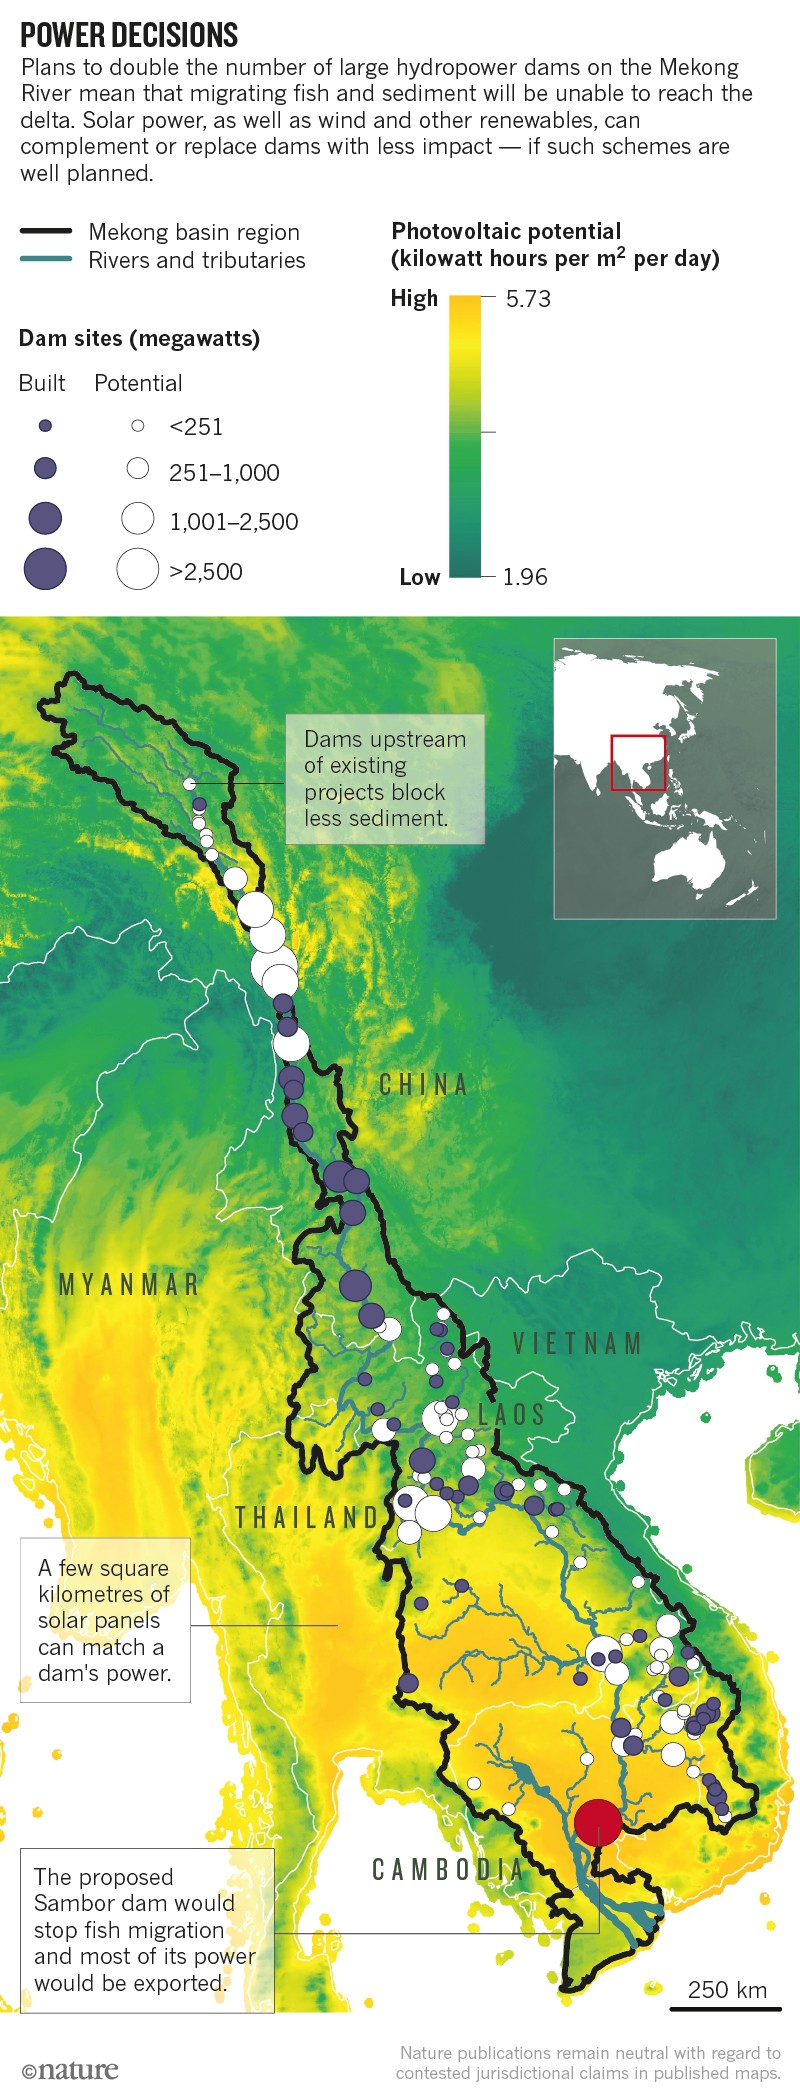 POWER DECISIONS
Plans to double the number of large hydropower dams on the Mekong
River mean that migrating fish and sediment will be unable to reach the
delta. Solar power, as well as wind and other renewables, can
complement or replace dams with less impact — if such schemes are
well planned.
Mekong basin region
Rivers and tributaries
Photovoltaic potential
(kilowatt hours per m² per day)
High
5.73
Low
1.96
Dam sites (megawatts)
Built Potential
<251
251–1,000
1,001–2,500
>2,500
Dams upstream
of existing
projects block
less sediment.
CHINA
MYANMAR
VIETNAM
LAOS
THAILAND
A few square
kilometres of
solar panels
can match a
dam's power.
CAMBODIA
The proposed
Sambor dam would
stop fish migration
and most of its power
would be exported.
250 km
©nature
Nature publications remain neutral with regard to
contested jurisdictional claims in published maps.